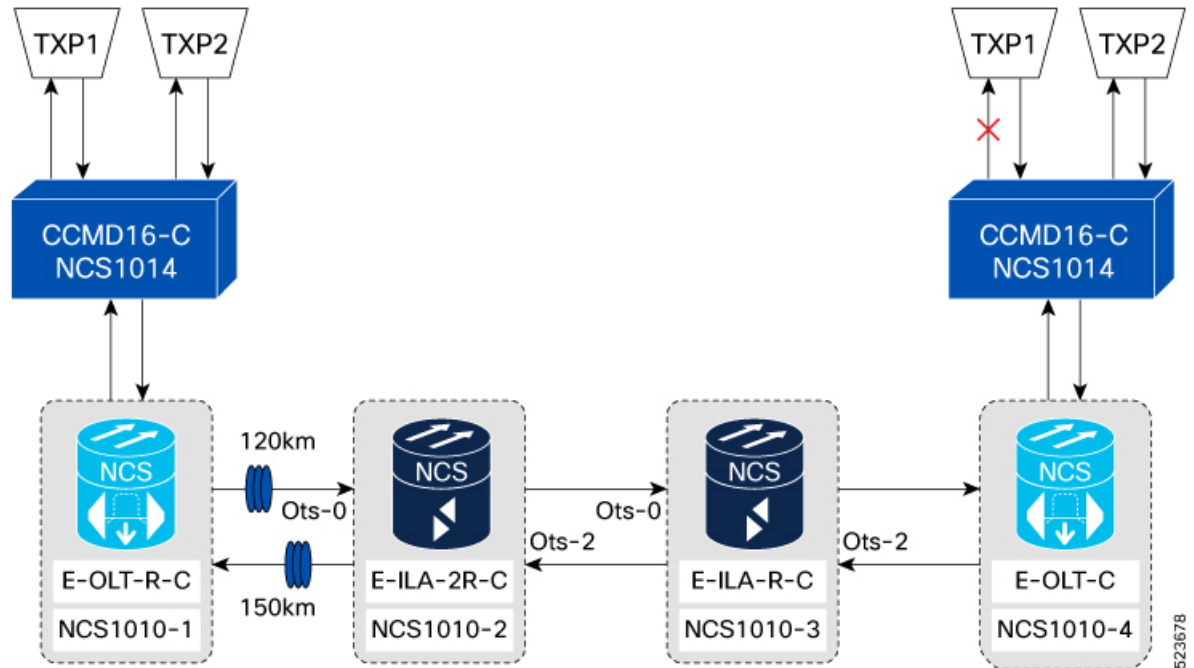 TXP1
TXP2
TXP1
TXP2
CCMD16-C
NCS1014
CCMD16-C
NCS1014
120km
NCS
NCS
NCS
NCS
Ots-0
Ots-0
Ots-2
Ots-2
150km
E-OLT-R-C
E-ILA-2R-C
E-ILA-R-C
E-OLT-C
NCS1010-1
NCS1010-2
NCS1010-3
NCS1010-4
523678